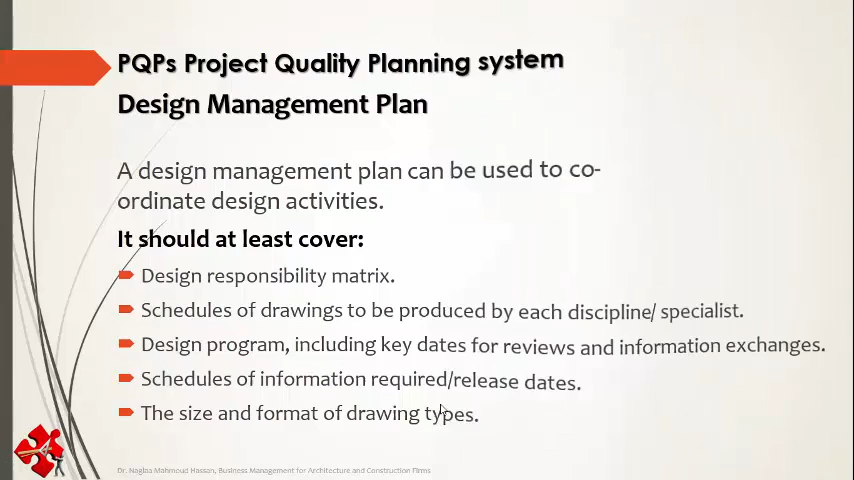 PQPs Project Quality Planning system
Design Management Plan
A design management plan can be used to co-
ordinate design activities.
It should at least cover:
Design responsibility matrix.
Schedules of drawings to be produced by each discipline/ specialist.
Design program, including key dates for reviews and information exchanges.
Schedules of information required/release dates.
The size and format of drawing types.
Dr. Naglaa Mahmoud Hassan, Business Management for Architecture and Construction Firms